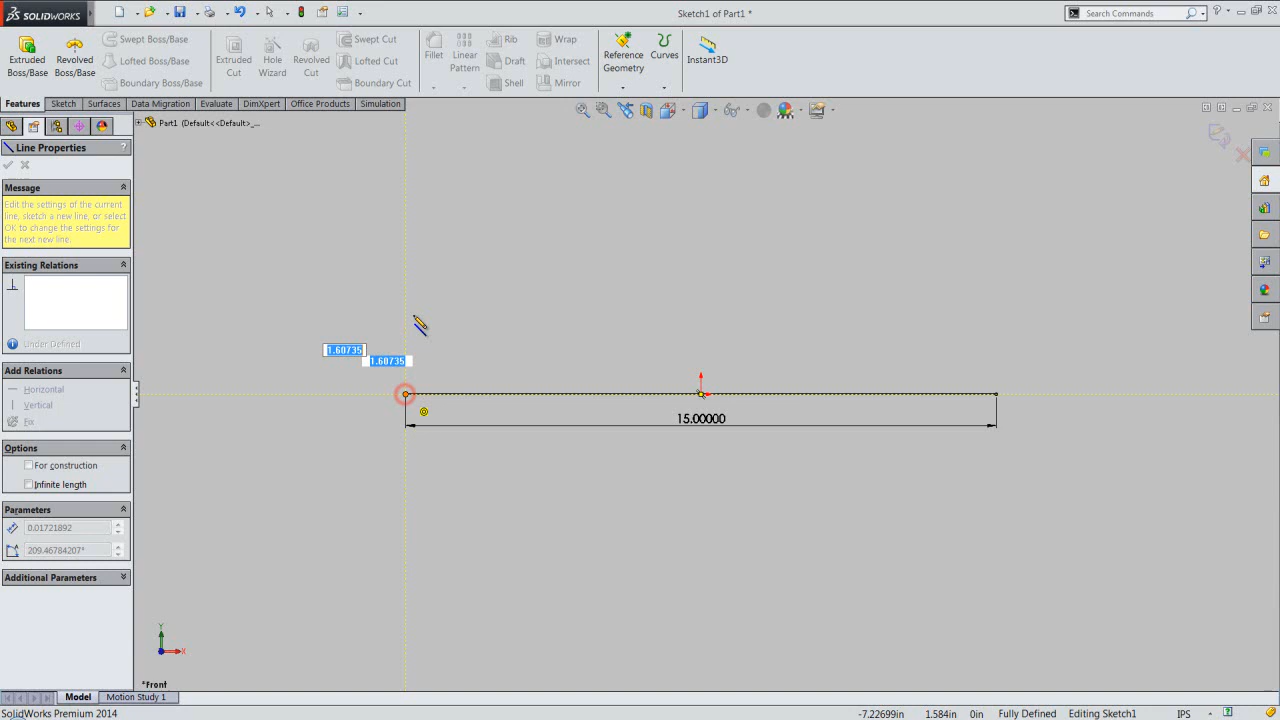 SOLIDWORKS
Sketch1 of Part1 *
Search Commands
Extruded Boss/Base
Revolved Boss/Base
Swept Boss/Base
Lofted Boss/Base
Boundary Boss/Base
Extruded Cut
Hole Wizard
Revolved Cut
Swept Cut
Lofted Cut
Boundary Cut
Fillet
Linear Pattern
Rib
Draft
Shell
Wrap
Intersect
Mirror
Reference Geometry
Curves
Instant3D
Features Sketch Surfaces Data Migration Evaluate DimXpert Office Products Simulation
Part1 (Default<<Default>_...
Line Properties ?
Message
Edit the settings of the current
line, sketch a new line, or select
OK to change the settings for
the next new line.
Existing Relations
Under Defined
Add Relations
Horizontal
Vertical
Fix
Options
For construction
Infinite length
Parameters
0.01721892
209.46784207°
Additional Parameters
1.60735
1.60735
15.00000
Y
X
*front
Model Motion Study 1
SolidWorks Premium 2014
-7.22699in 1.584in 0in Fully Defined Editing Sketch1 IPS